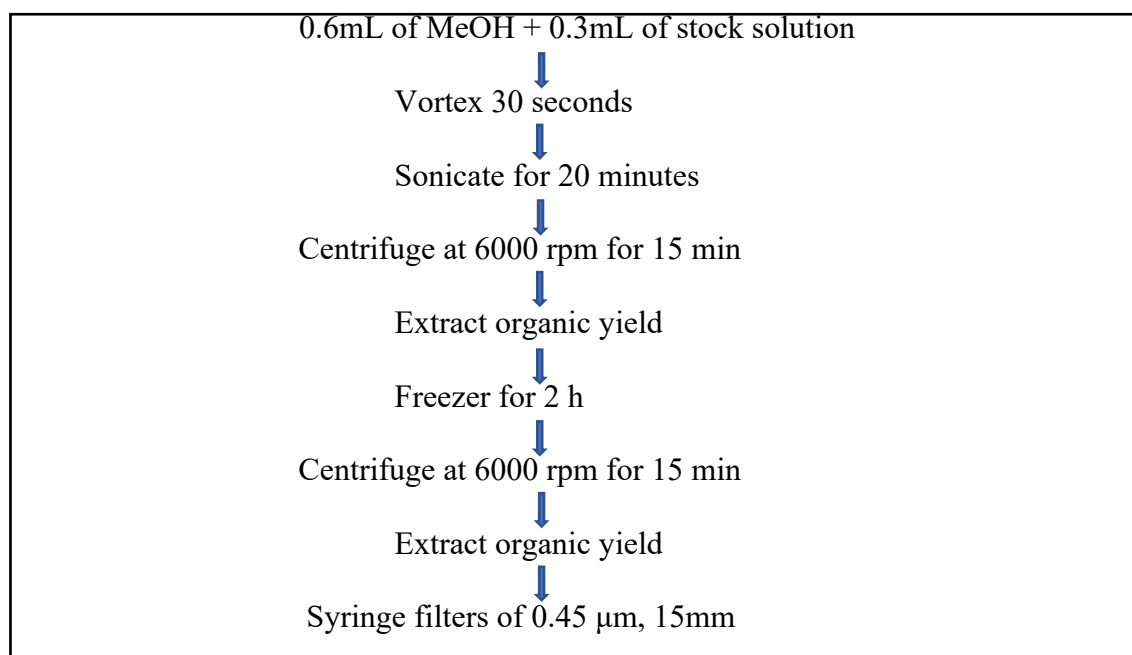 0.6mL of MeOH + 0.3mL of stock solution
Vortex 30 seconds
Sonicate for 20 minutes
Centrifuge at 6000 rpm for 15 min
Extract organic yield
Freezer for 2 h
Centrifuge at 6000 rpm for 15 min
Extract organic yield
Syringe filters of 0.45 μm, 15mm